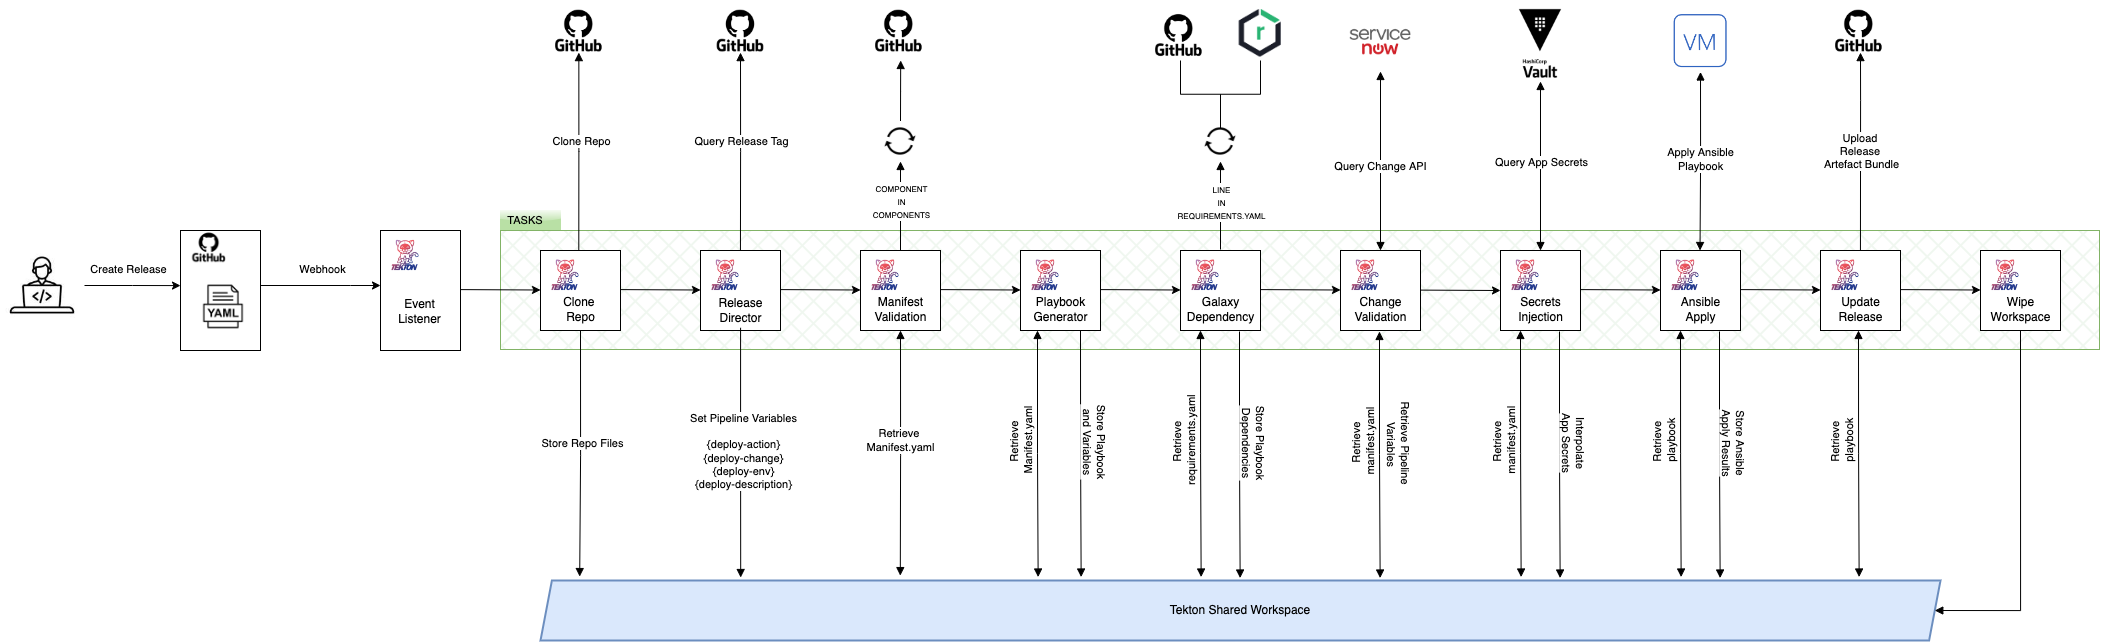 GitHub
GitHub
GitHub
GitHub
r
service
now
HashiCorp
Vault
VM
GitHub
Clone Repo
Query Release Tag
COMPONENT
IN
COMPONENTS
LINE
IN
REQUIREMENTS.YAML
Query Change API
Query App Secrets
Apply Ansible
Playbook
Upload
Release
Artefact Bundle
TASKS
Create Release
GitHub
YAML
Webhook
TEKTON
Event
Listener
TEKTON
Clone
Repo
TEKTON
Release
Director
TEKTON
Manifest
Validation
TEKTON
Playbook
Generator
TEKTON
Galaxy
Dependency
TEKTON
Change
Validation
TEKTON
Secrets
Injection
TEKTON
Ansible
Apply
TEKTON
Update
Release
TEKTON
Wipe
Workspace
Store Repo Files
Set Pipeline Variables
{deploy-action}
{deploy-change}
{deploy-env}
{deploy-description}
Retrieve
Manifest.yaml
Retrieve
Manifest.yaml
Store Playbook
and Variables
Retrieve
requirements.yaml
Store Playbook
Dependencies
Retrieve
manifest.yaml
Retrieve Pipeline
Variables
Retrieve
manifest.yaml
Interpolate
App Secrets
Retrieve
playbook
Store Ansible
Apply Results
Retrieve
playbook
Tekton Shared Workspace